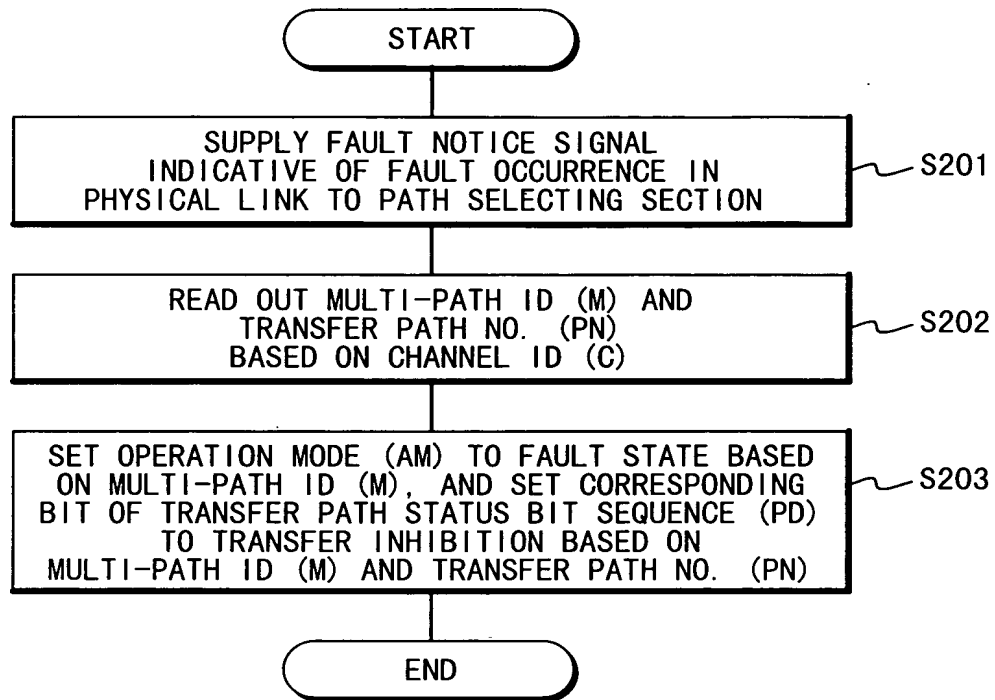 START
SUPPLY FAULT NOTICE SIGNAL
INDICATIVE OF FAULT OCCURRENCE IN
PHYSICAL LINK TO PATH SELECTING SECTION
S201
READ OUT MULTI-PATH ID (M) AND
TRANSFER PATH NO. (PN)
BASED ON CHANNEL ID (C)
S202
SET OPERATION MODE (AM) TO FAULT STATE BASED
ON MULTI-PATH ID (M), AND SET CORRESPONDING
BIT OF TRANSFER PATH STATUS BIT SEQUENCE (PD)
TO TRANSFER INHIBITION BASED ON
MULTI-PATH ID (M) AND TRANSFER PATH NO. (PN)
S203
END